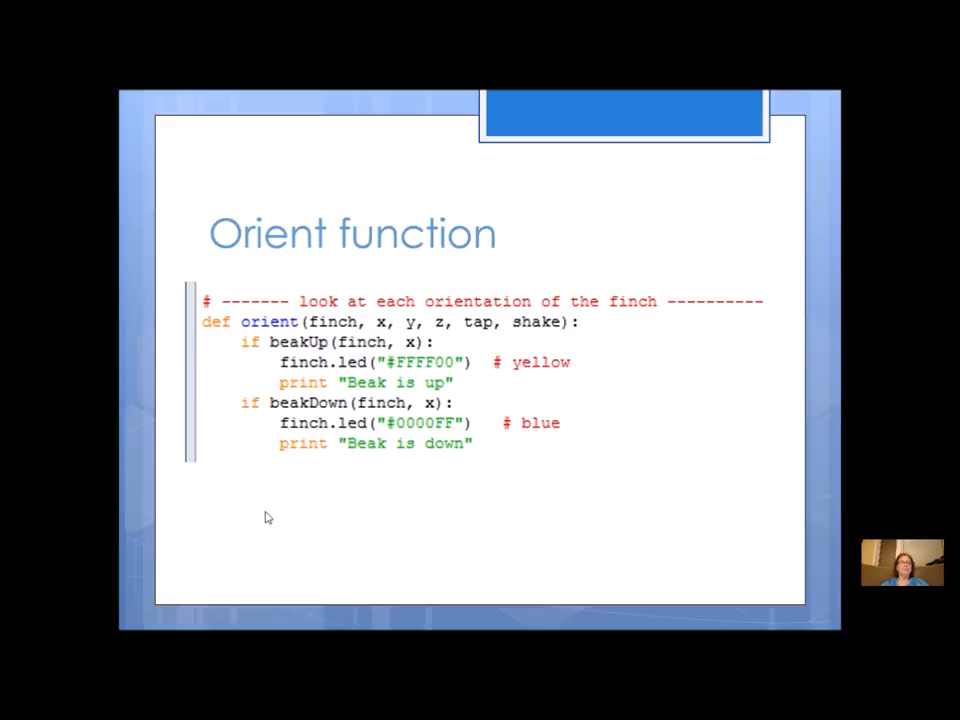 Orient function
# ------- look at each orientation of the finch ----------
def orient(finch, x, y, z, tap, shake):
    if beakUp(finch, x):
        finch.led("#FFFF00")  # yellow
        print "Beak is up"
    if beakDown(finch, x):
        finch.led("#0000FF")   # blue
        print "Beak is down"